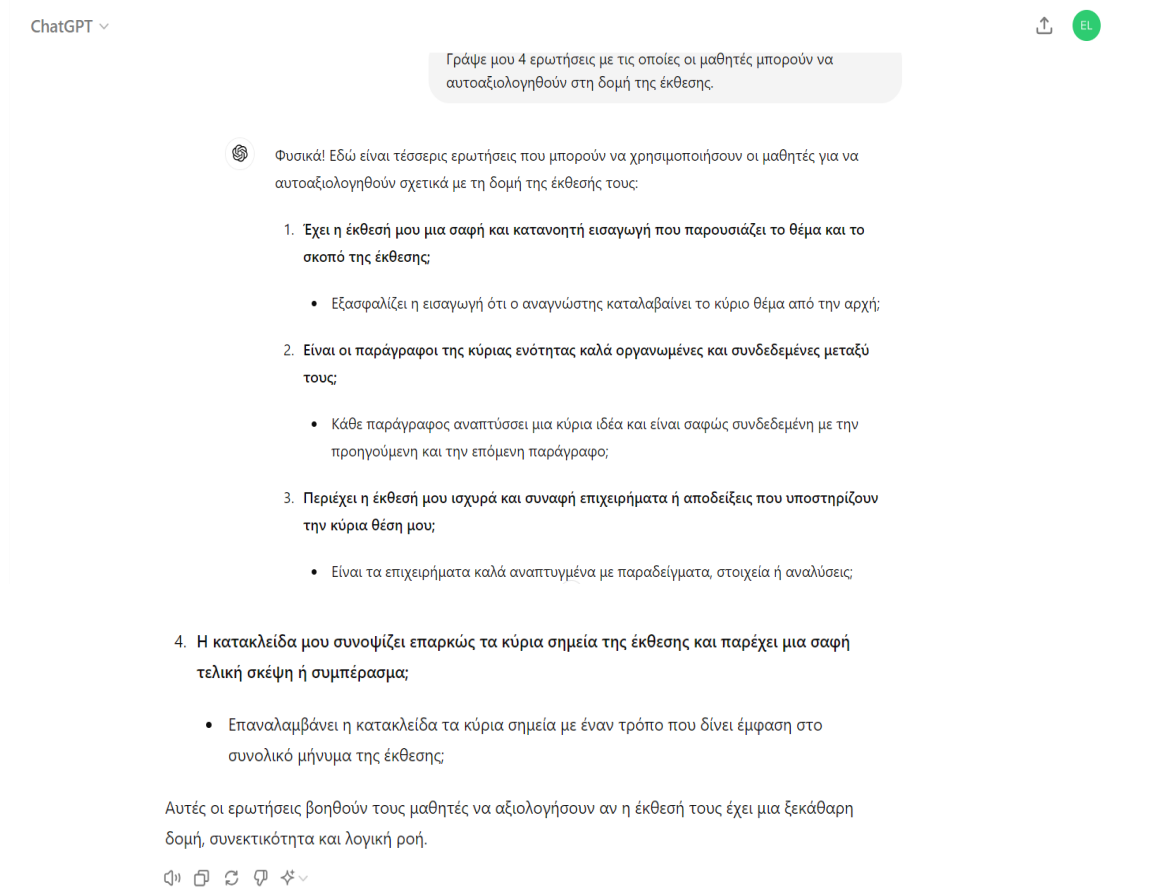 ChatGPT
EL
Γράψε μου 4 ερωτήσεις με τις οποίες οι μαθητές μπορούν να
αυτοαξιολογηθούν στη δομή της έκθεσης.
Φυσικά! Εδώ είναι τέσσερις ερωτήσεις που μπορούν να χρησιμοποιήσουν οι μαθητές για να
αυτοαξιολογηθούν σχετικά με τη δομή της έκθεσής τους:
1. Έχει η έκθεσή μου μια σαφή και κατανοητή εισαγωγή που παρουσιάζει το θέμα και το
σκοπό της έκθεσης;
• Εξασφαλίζει η εισαγωγή ότι ο αναγνώστης καταλαβαίνει το κύριο θέμα από την αρχή;
2. Είναι οι παράγραφοι της κύριας ενότητας καλά οργανωμένες και συνδεδεμένες μεταξύ
τους;
• Κάθε παράγραφος αναπτύσσει μια κύρια ιδέα και είναι σαφώς συνδεδεμένη με την
προηγούμενη και την επόμενη παράγραφο;
3. Περιέχει η έκθεσή μου ισχυρά και συναφή επιχειρήματα ή αποδείξεις που υποστηρίζουν
την κύρια θέση μου;
• Είναι τα επιχειρήματα καλά αναπτυγμένα με παραδείγματα, στοιχεία ή αναλύσεις;
4. Η κατακλείδα μου συνοψίζει επαρκώς τα κύρια σημεία της έκθεσης και παρέχει μια σαφή
τελική σκέψη ή συμπέρασμα;
• Επαναλαμβάνει η κατακλείδα τα κύρια σημεία με έναν τρόπο που δίνει έμφαση στο
συνολικό μήνυμα της έκθεσης;
Αυτές οι ερωτήσεις βοηθούν τους μαθητές να αξιολογήσουν αν η έκθεσή τους έχει μια ξεκάθαρη
δομή, συνεκτικότητα και λογική ροή.